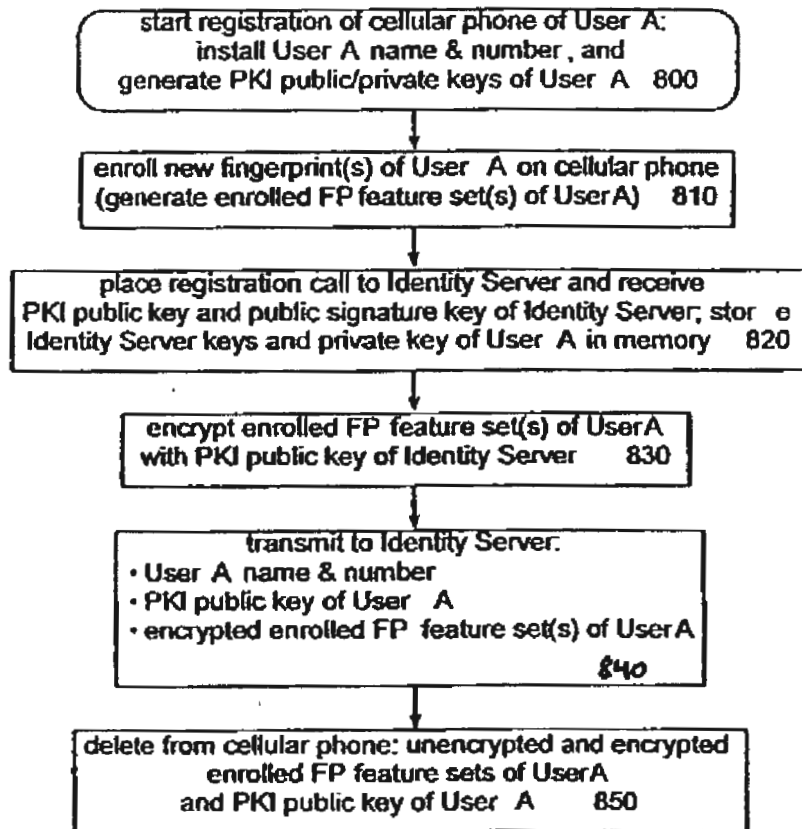 start registration of cellular phone of User A:
install User A name & number, and
generate PKI public/private keys of User A 800
enroll new fingerprint(s) of User A on cellular phone
(generate enrolled FP feature set(s) of User A) 810
place registration call to Identity Server and receive
PKI public key and public signature key of Identity Server; stor e
Identity Server keys and private key of User A in memory 820
encrypt enrolled FP feature set(s) of User A
with PKI public key of Identity Server 830
transmit to Identity Server:
• User A name & number
• PKI public key of User A
• encrypted enrolled FP feature set(s) of User A
840
delete from cellular phone: unencrypted and encrypted
enrolled FP feature sets of User A
and PKI public key of User A 850